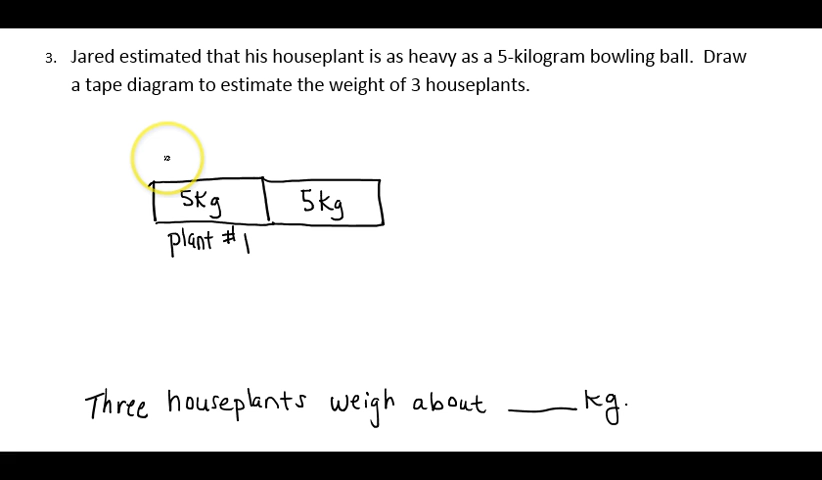 3. Jared estimated that his houseplant is as heavy as a 5-kilogram bowling ball. Draw
a tape diagram to estimate the weight of 3 houseplants.
5kg 5kg
plant #1
Three houseplants weigh about ___ kg.